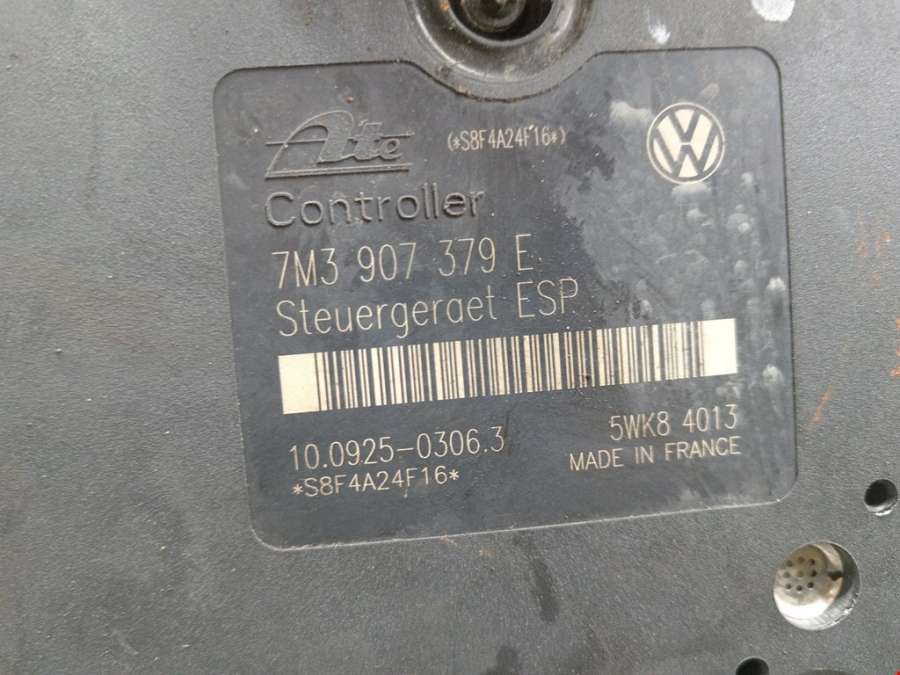 Ate (*S8F4A24F16*)
Controller
7M3 907 379 E
Steuergeraet ESP
10.0925-0306.3 5WK8 4013
*S8F4A24F16* MADE IN FRANCE